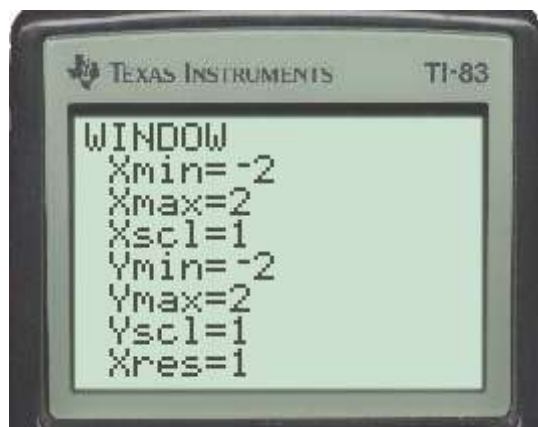 TEXAS INSTRUMENTS TI-83
WINDOW
Xmin=-2
Xmax=2
Xscl=1
Ymin=-2
Ymax=2
Yscl=1
Xres=1